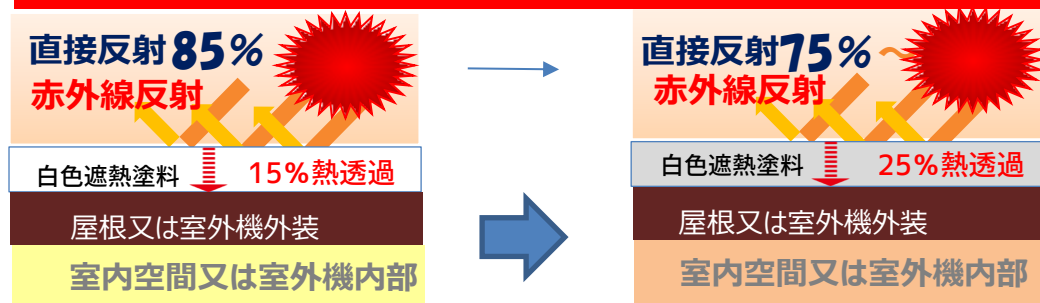 直接反射85%
赤外線反射
白色遮熱塗料 15%熱透過
屋根又は室外機外装
室内空間又は室外機内部
直接反射75%
赤外線反射
白色遮熱塗料 25%熱透過
屋根又は室外機外装
室内空間又は室外機内部